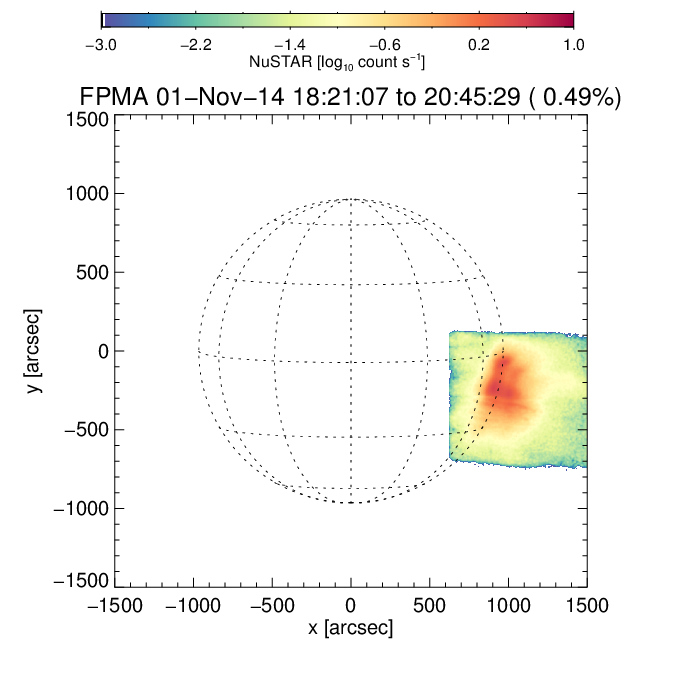 −3.0 −2.2 −1.4 −0.6 0.2 1.0
NuSTAR [log₁₀ count s⁻¹]
FPMA 01−Nov−14 18:21:07 to 20:45:29 ( 0.49%)
1500
1000
500
0
−500
−1000
−1500
y [arcsec]
−1500 −1000 −500 0 500 1000 1500
x [arcsec]